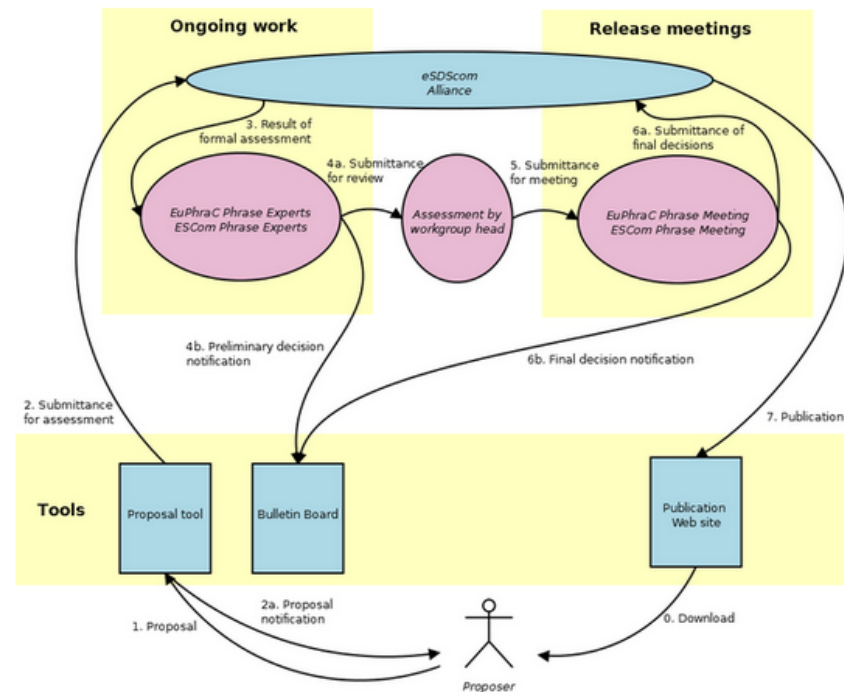 Ongoing work
Release meetings
eSDScom
Alliance
3. Result of
formal assessment
6a. Submittance of
final decisions
4a. Submittance
for review
5. Submittance
for meeting
EuPhraC Phrase Experts
ESCom Phrase Experts
Assessment by
workgroup head
EuPhraC Phrase Meeting
ESCom Phrase Meeting
4b. Preliminary decision
notification
6b. Final decision notification
2. Submittance
for assessment
7. Publication
Tools
Proposal tool
Bulletin Board
Publication
Web site
2a. Proposal
notification
1. Proposal
0. Download
Proposer